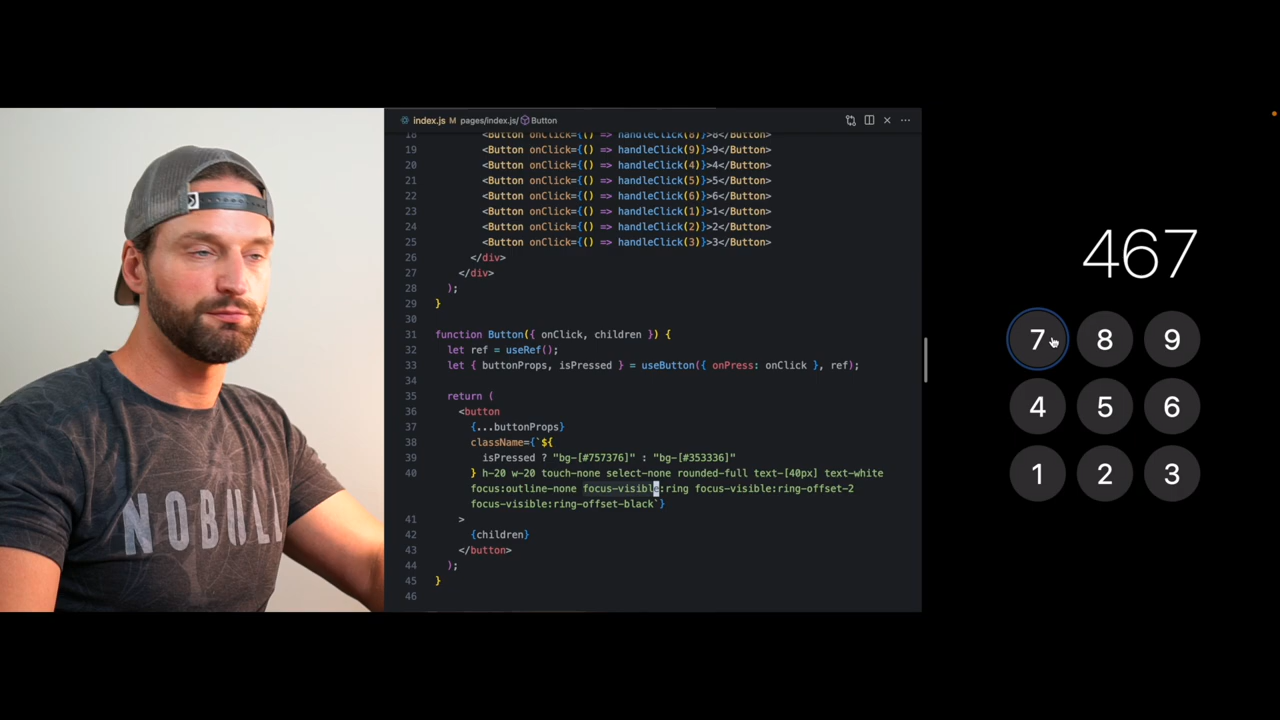 NOBULL
index.js M pages/index.js/ Button
18 <Button onClick={() => handleClick(8)}>8</Button>
19 <Button onClick={() => handleClick(9)}>9</Button>
20 <Button onClick={() => handleClick(4)}>4</Button>
21 <Button onClick={() => handleClick(5)}>5</Button>
22 <Button onClick={() => handleClick(6)}>6</Button>
23 <Button onClick={() => handleClick(1)}>1</Button>
24 <Button onClick={() => handleClick(2)}>2</Button>
25 <Button onClick={() => handleClick(3)}>3</Button>
26 </div>
27 </div>
28 );
29 }
30
31 function Button({ onClick, children }) {
32 let ref = useRef();
33 let { buttonProps, isPressed } = useButton({ onPress: onClick }, ref);
34
35 return (
36 <button
37 {...buttonProps}
38 className={`${
39 isPressed ? "bg-[#757376]" : "bg-[#353336]"
40 } h-20 w-20 touch-none select-none rounded-full text-[40px] text-white
focus:outline-none focus-visible:ring focus-visible:ring-offset-2
focus-visible:ring-offset-black`}
41 >
42 {children}
43 </button>
44 );
45 }
46
467
7 8 9
4 5 6
1 2 3